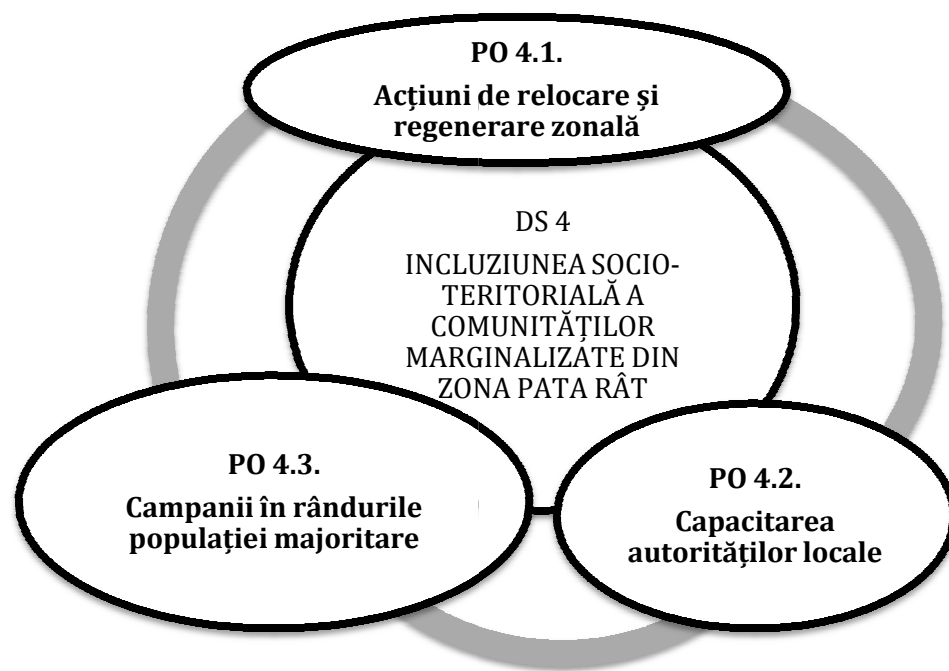 PO 4.1.
Acțiuni de relocare și
regenerare zonală
DS 4
INCLUZIUNEA SOCIO-
TERITORIALĂ A
COMUNITĂȚILOR
MARGINALIZATE DIN
ZONA PATA RÂT
PO 4.3.
Campanii în rândurile
populației majoritare
PO 4.2.
Capacitarea
autorităților locale